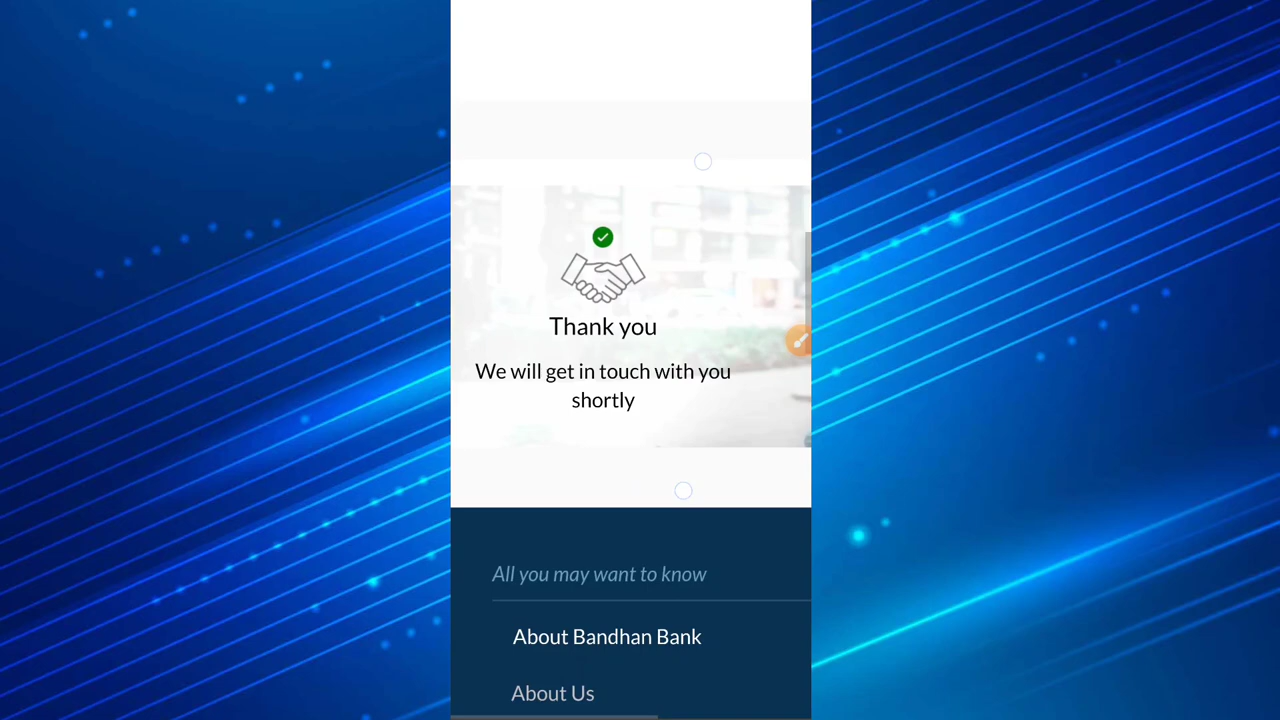 Thank you
We will get in touch with you
shortly
All you may want to know
About Bandhan Bank
About Us